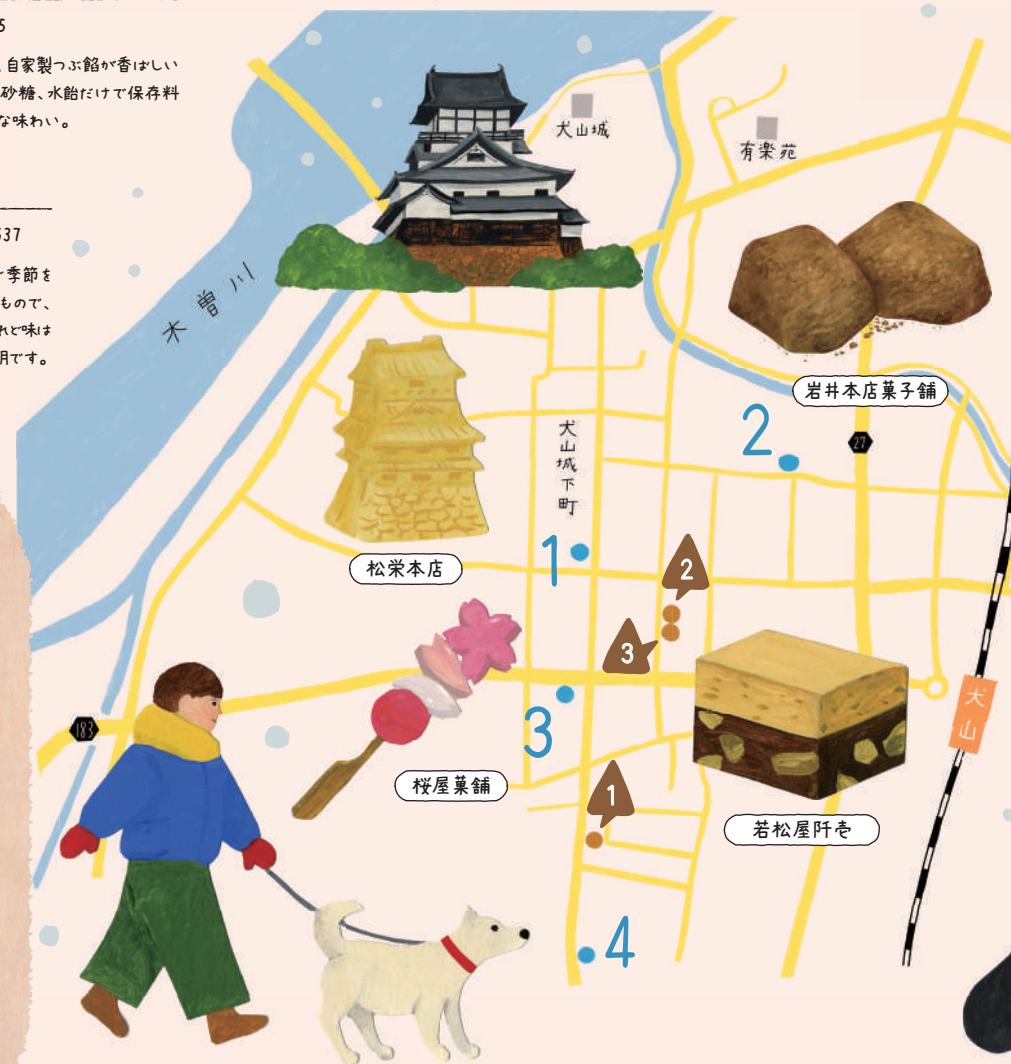 5
自家製つぶ餡が香ばしい
砂糖、水飴だけで保存料
な味わい。
537
季節を
もので、
れど味は
明です。
犬山城
有楽苑
木曽川
岩井本店菓子舗
2
27
犬山城下町
1
松栄本店
2
3
3
犬山
183
桜屋菓舗
1
若松屋阡壱
4